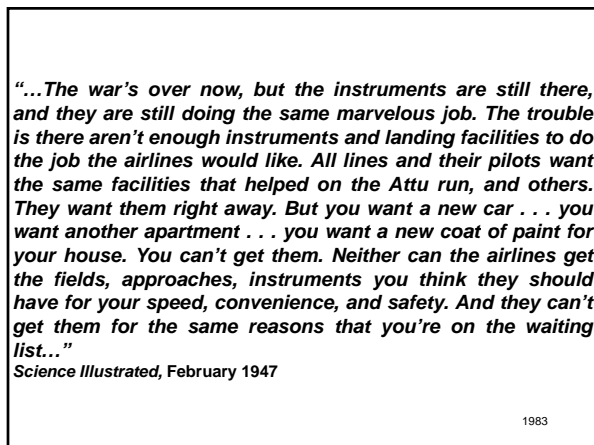 “…The war’s over now, but the instruments are still there,
and they are still doing the same marvelous job. The trouble
is there aren’t enough instruments and landing facilities to do
the job the airlines would like. All lines and their pilots want
the same facilities that helped on the Attu run, and others.
They want them right away. But you want a new car . . . you
want another apartment . . . you want a new coat of paint for
your house. You can’t get them. Neither can the airlines get
the fields, approaches, instruments you think they should
have for your speed, convenience, and safety. And they can’t
get them for the same reasons that you’re on the waiting
list…”
Science Illustrated, February 1947
1983